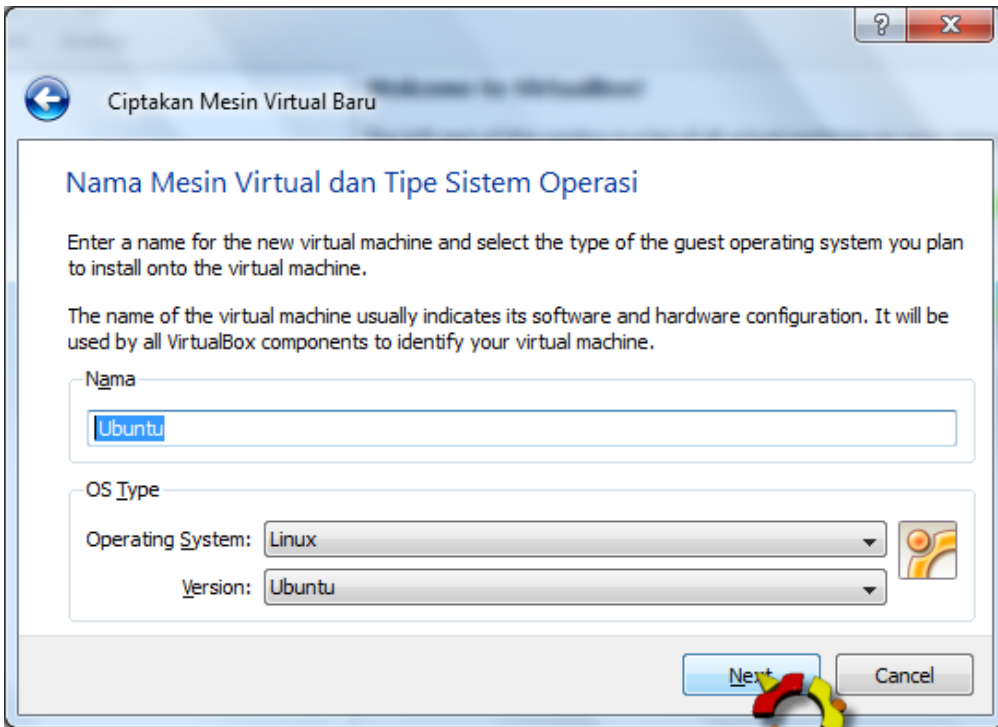 Welcome to VirtualBox!
Ciptakan Mesin Virtual Baru
Nama Mesin Virtual dan Tipe Sistem Operasi
Enter a name for the new virtual machine and select the type of the guest operating system you plan
to install onto the virtual machine.
The name of the virtual machine usually indicates its software and hardware configuration. It will be
used by all VirtualBox components to identify your virtual machine.
Nama
Ubuntu
OS Type
Operating System: Linux
Version: Ubuntu
Next Cancel